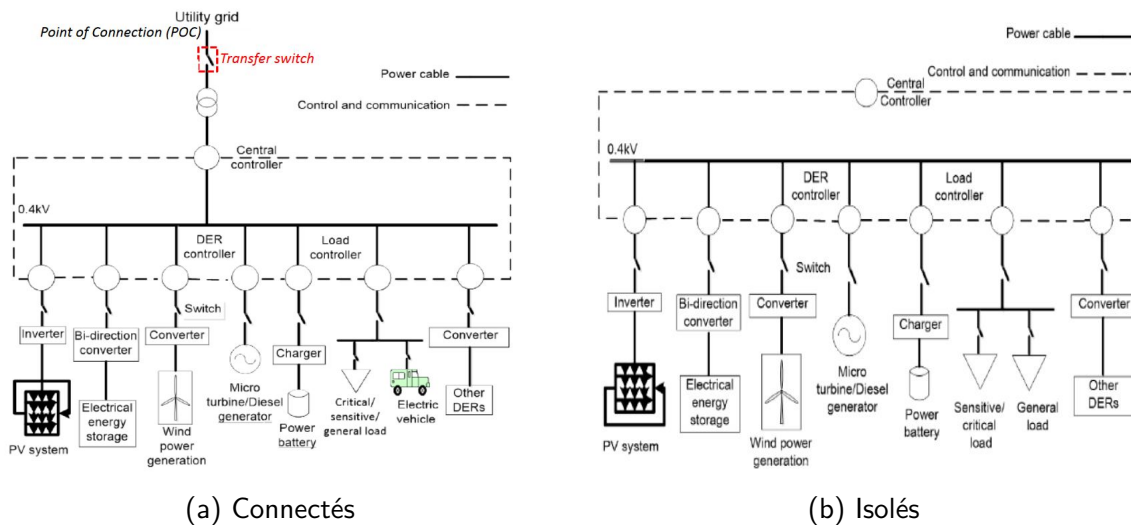 Utility grid
Point of Connection (POC)
Transfer switch
Power cable
Control and communication
Central
controller
0.4kV
DER
controller
Load
controller
Switch
Inverter
Bi-direction
converter
Converter
Charger
Converter
PV system
Electrical
energy
storage
Wind
power
generation
Micro
turbine/Diesel
generator
Power
battery
Critical/
sensitive/
general load
Electric
vehicle
Other
DERs
(a) Connectés
Power cable
Control and communication
Central
Controller
0.4kV
DER
controller
Load
controller
Switch
Inverter
Bi-direction
converter
Converter
Charger
Converter
PV system
Electrical
energy
storage
Wind power
generation
Micro
turbine/Diesel
generator
Power
battery
Sensitive/
critical
load
General
load
Other
DERs
(b) Isolés